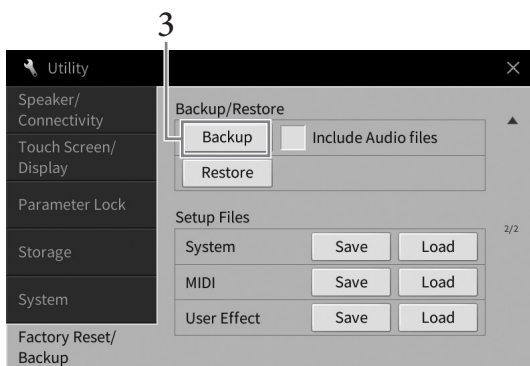 3
Utility
Speaker/
Connectivity
Touch Screen/
Display
Parameter Lock
Storage
System
Factory Reset/
Backup
Backup/Restore
Backup Include Audio files
Restore
Setup Files
System Save Load
MIDI Save Load
User Effect Save Load
2/2